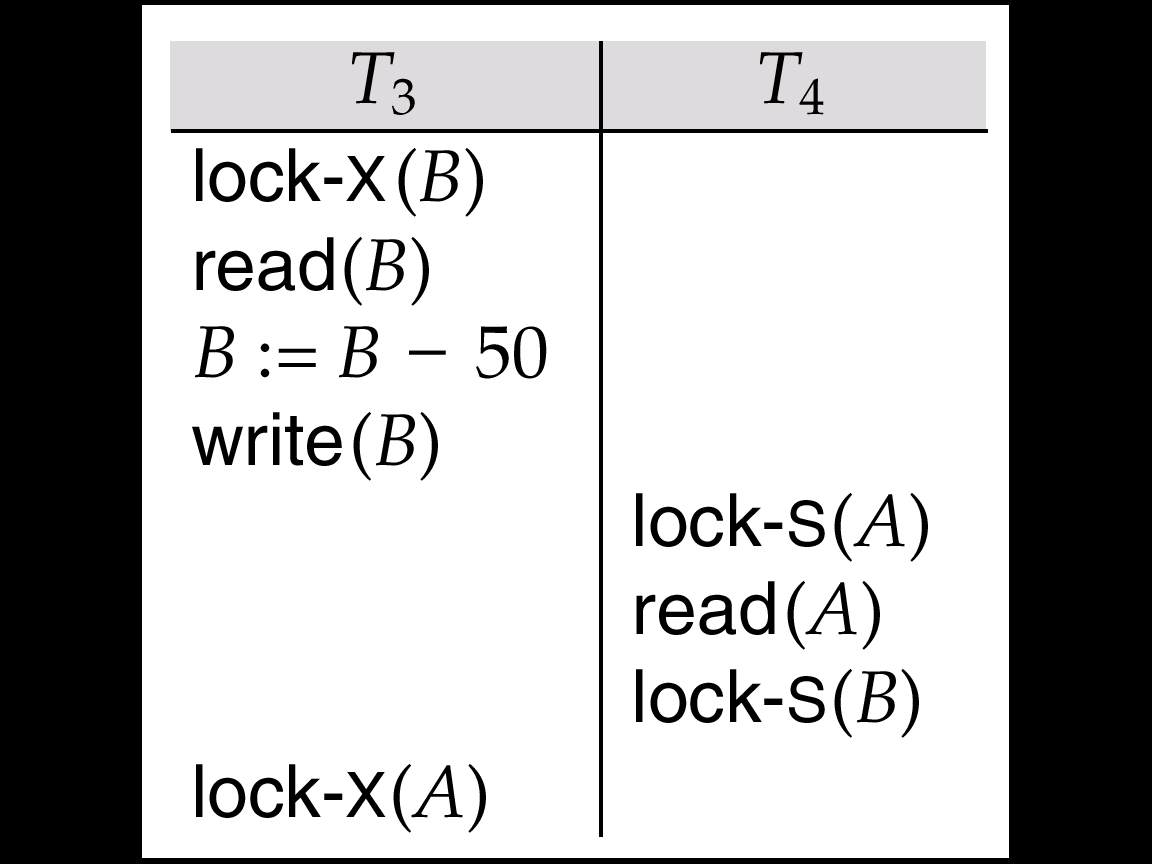 T3 T4
lock-X(B)
read(B)
B := B − 50
write(B)
lock-S(A)
read(A)
lock-S(B)
lock-X(A)